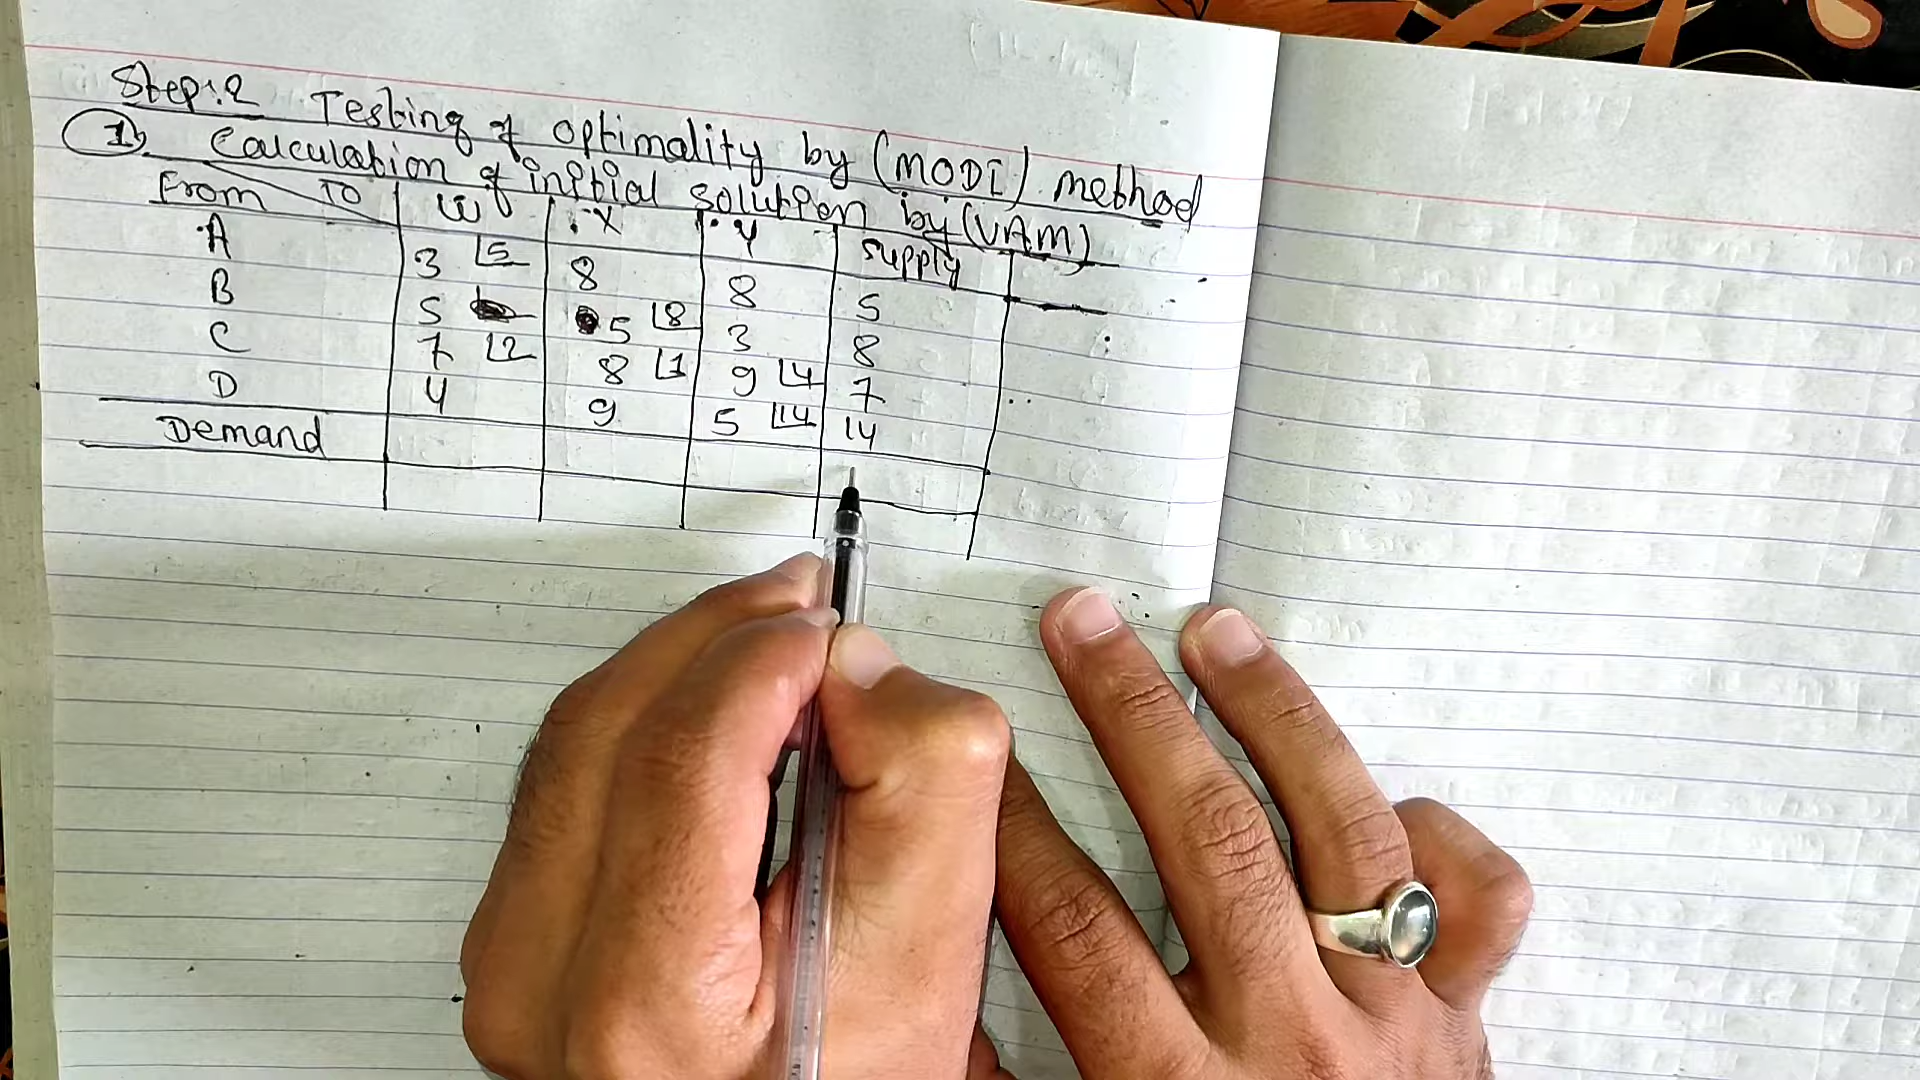 Step:2 Testing of optimality by (MODI) method
1) Calculation of initial solution by (VAM)
From TO W X Y Supply
A 3 5 8 8 5
B 5 5 8 3 8
C 7 2 8 1 9 4 7
D 4 9 5 14 14
Demand